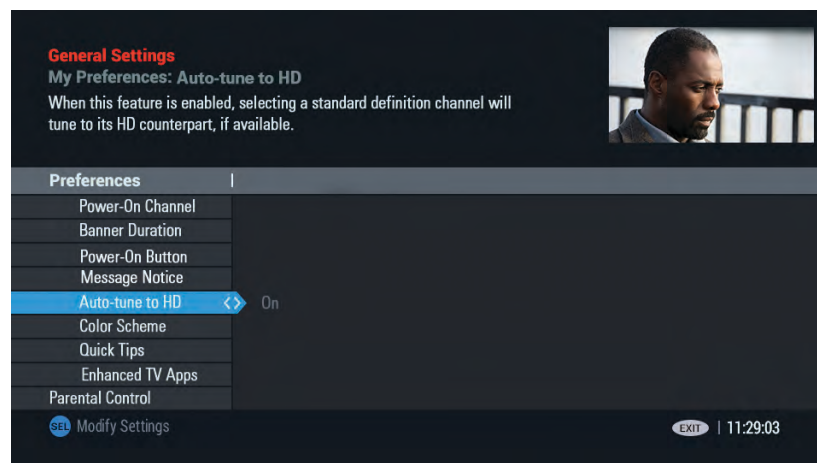 General Settings
My Preferences: Auto-tune to HD
When this feature is enabled, selecting a standard definition channel will
tune to its HD counterpart, if available.
Preferences
Power-On Channel
Banner Duration
Power-On Button
Message Notice
Auto-tune to HD <> On
Color Scheme
Quick Tips
Enhanced TV Apps
Parental Control
SEL Modify Settings
EXIT | 11:29:03